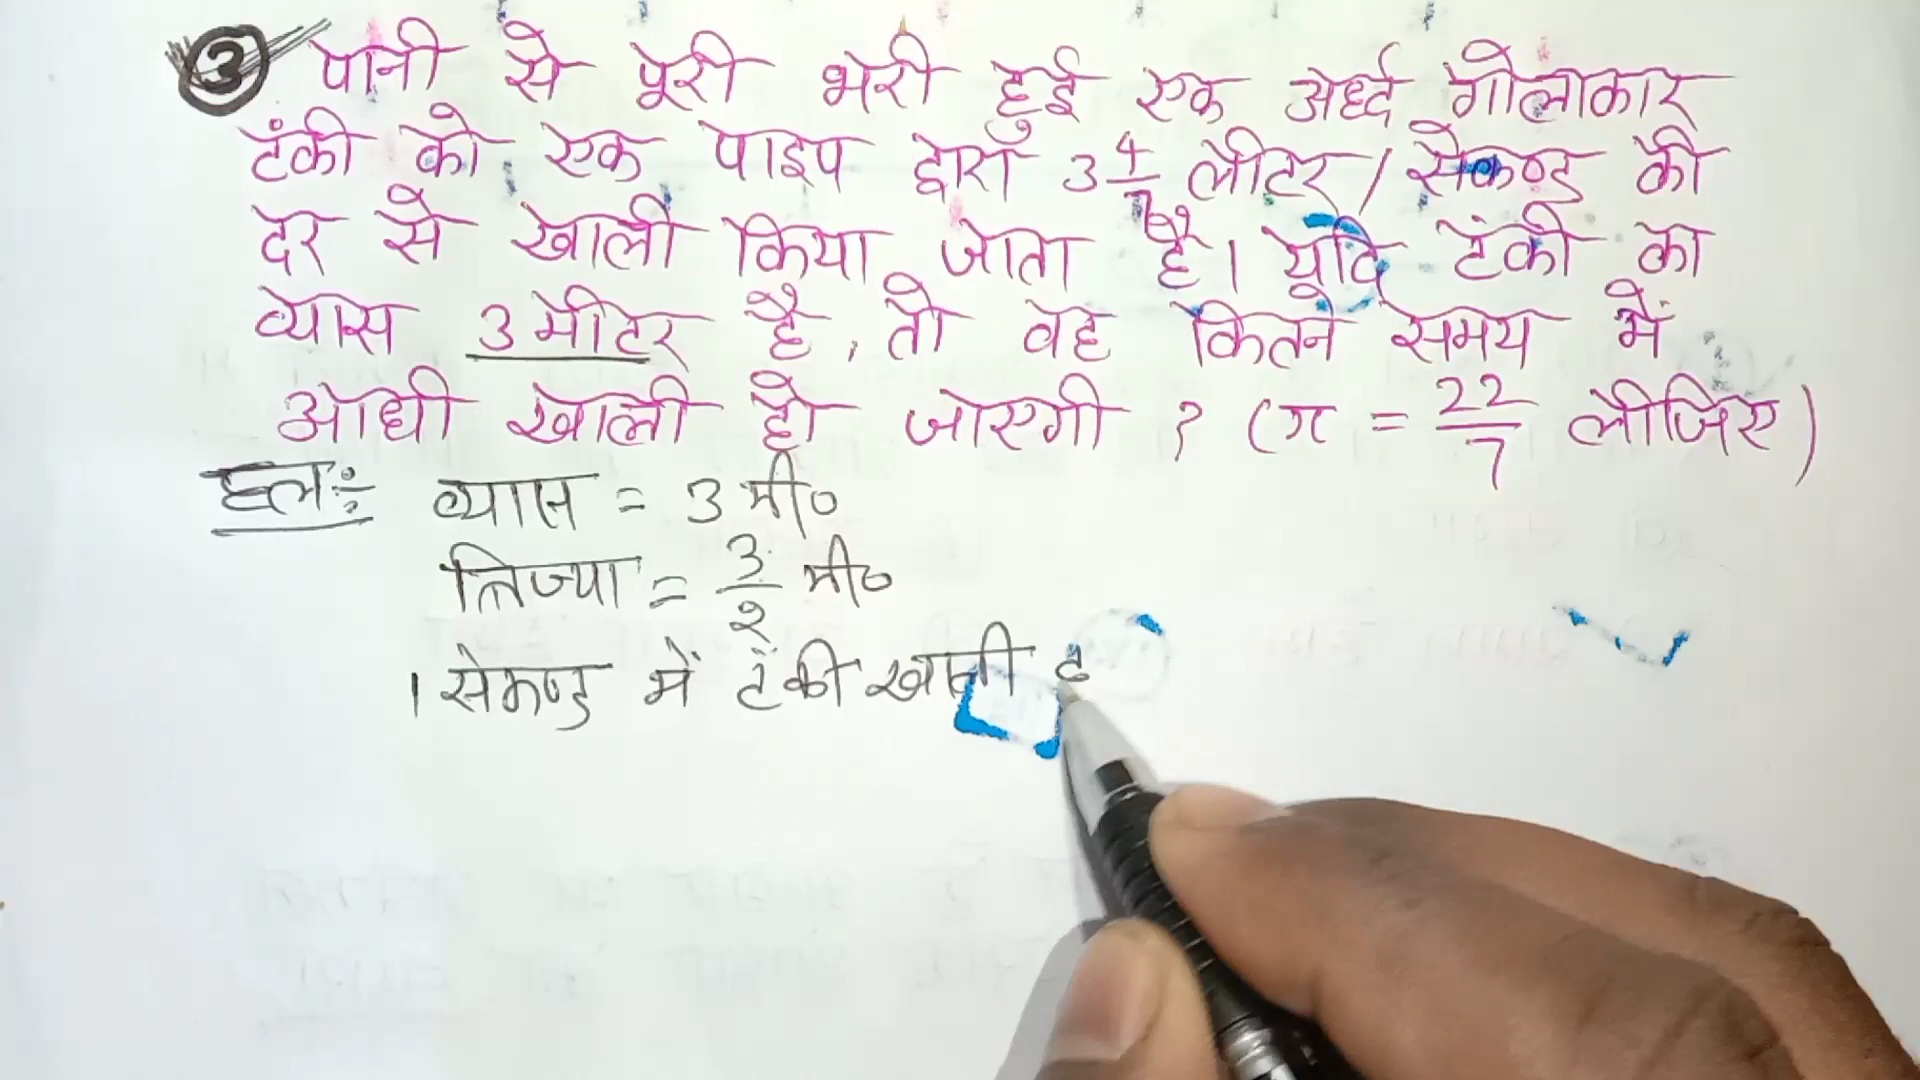 ③ पानी से पूरी भरी हुई एक अर्ध्द गोलाकार
टंकी को एक पाइप द्वारा 3 4/7 लीटर / सेकण्ड की
दर से खाली किया जाता है। यदि टंकी का
व्यास 3 मीटर है, तो वह कितने समय में
आधी खाली हो जाएगी ? (π = 22/7 लीजिए)
हलः- व्यास = 3 मी०
त्रिज्या = 3/2 मी०
1 सेकण्ड में टंकी खाली